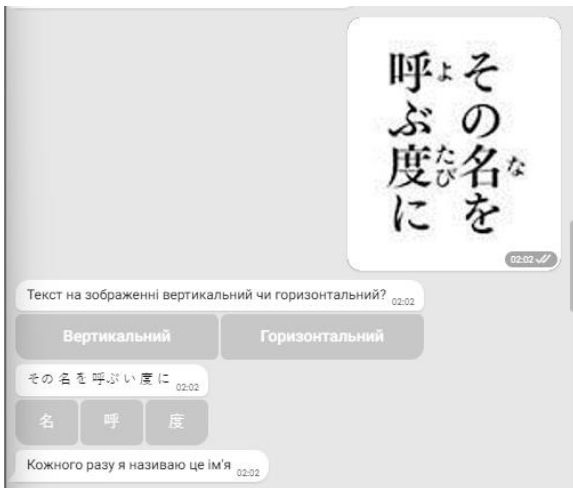 その名を
な
呼ぶ度に
よ
たび
02:02
Текст на зображенні вертикальний чи горизонтальний? 02:02
Вертикальний
Горизонтальний
その名を呼ぶい度に 02:02
名
呼
度
Кожного разу я називаю це ім'я 02:02